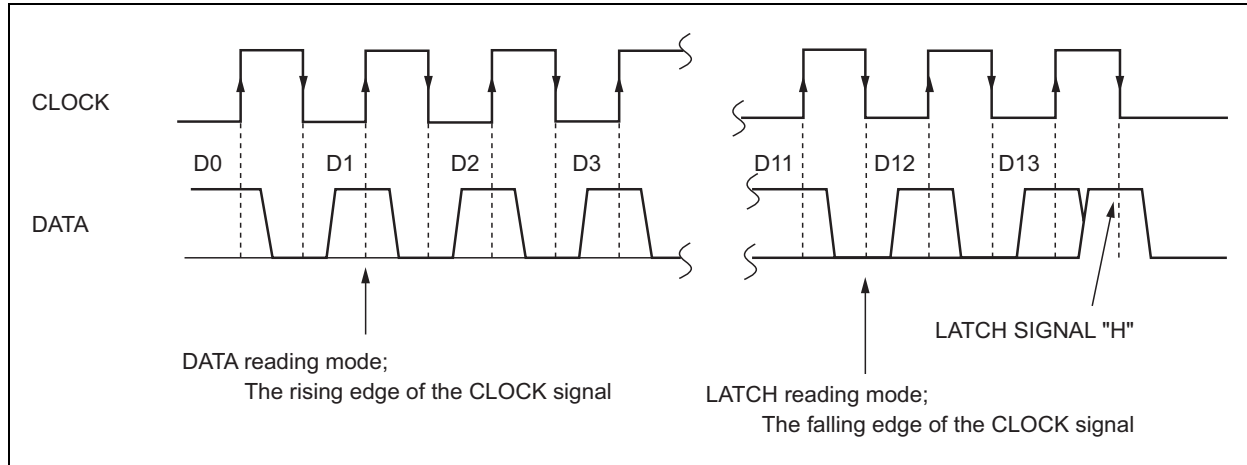 CLOCK
D0 D1 D2 D3 D11 D12 D13
DATA
LATCH SIGNAL "H"
DATA reading mode;
The rising edge of the CLOCK signal
LATCH reading mode;
The falling edge of the CLOCK signal